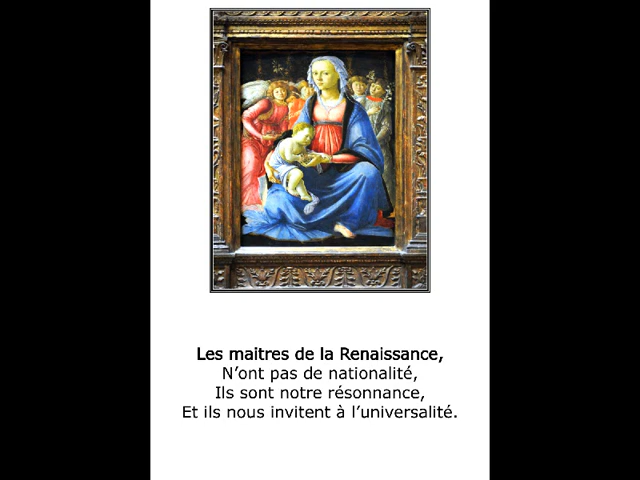 Les maitres de la Renaissance,
N’ont pas de nationalité,
Ils sont notre résonnance,
Et ils nous invitent à l’universalité.